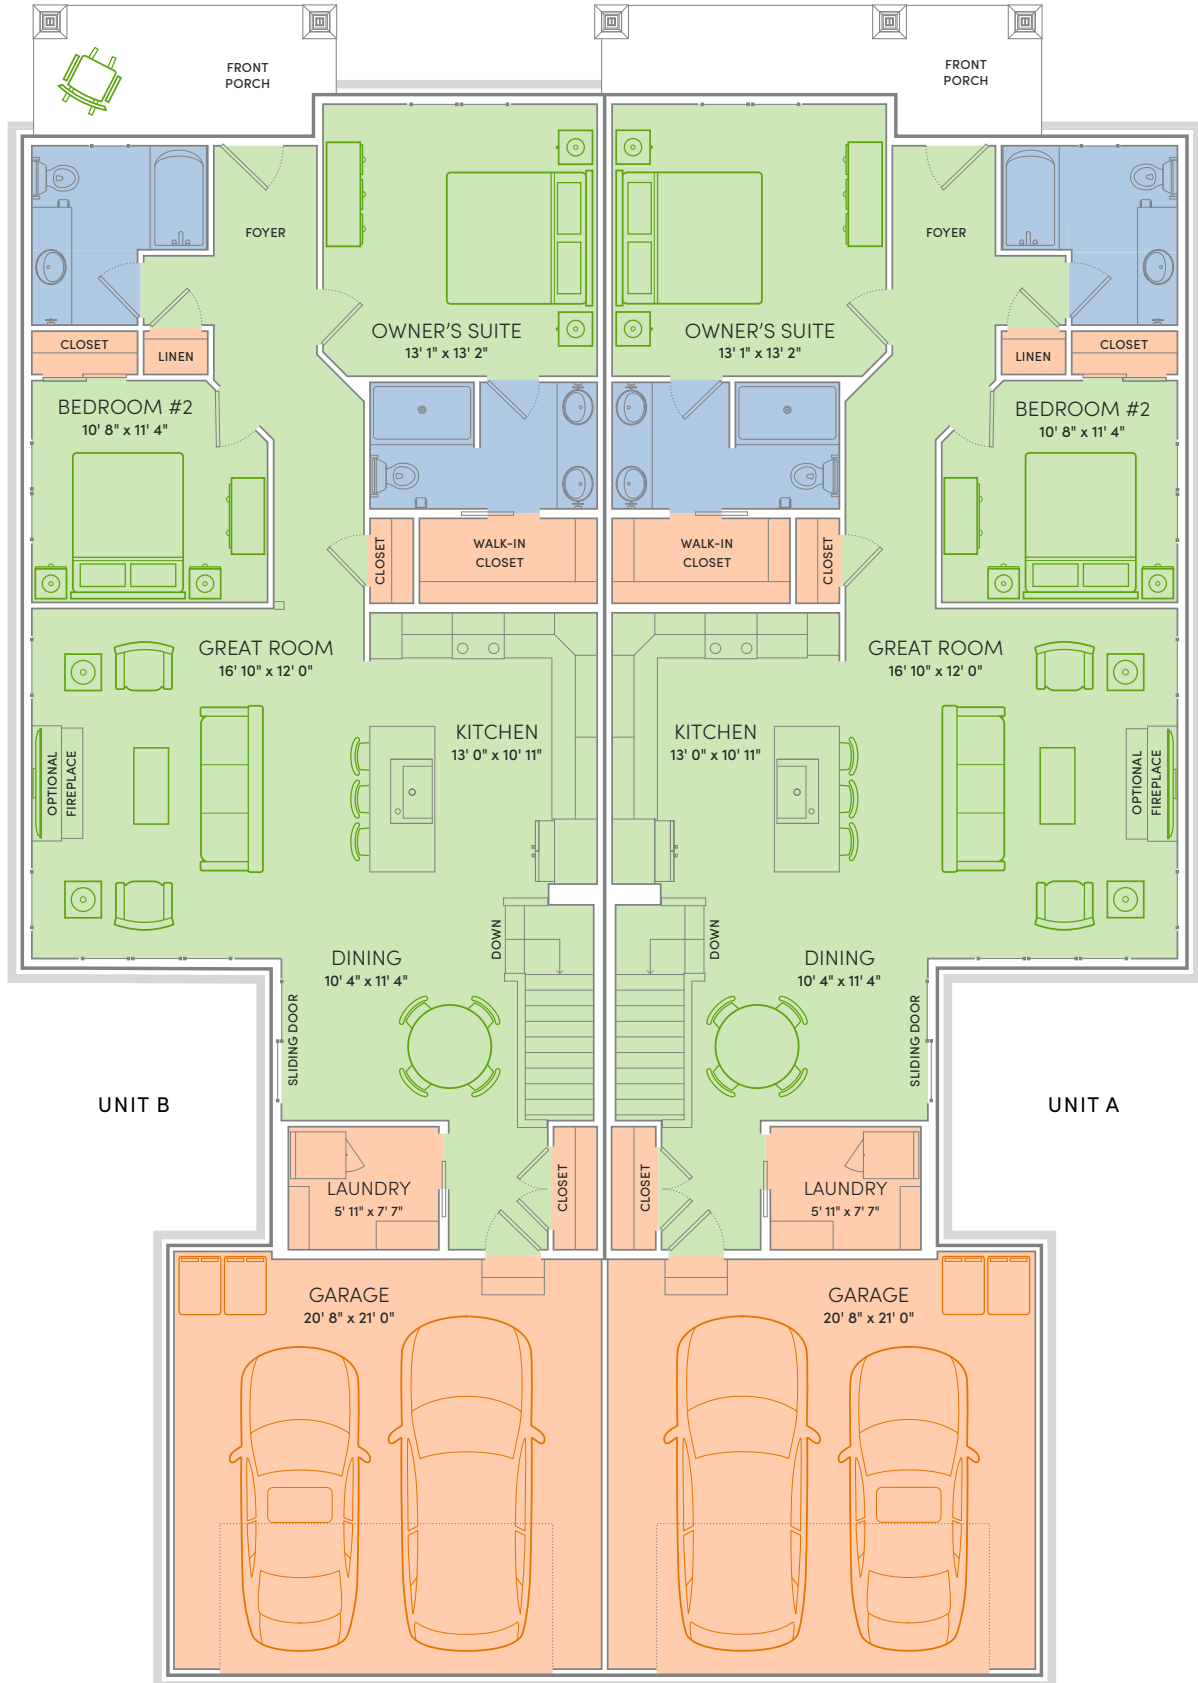 FRONT
PORCH
FRONT
PORCH
FOYER
FOYER
OWNER'S SUITE
13' 1" x 13' 2"
OWNER'S SUITE
13' 1" x 13' 2"
CLOSET
LINEN
LINEN
CLOSET
BEDROOM #2
10' 8" x 11' 4"
BEDROOM #2
10' 8" x 11' 4"
CLOSET
WALK-IN
CLOSET
WALK-IN
CLOSET
CLOSET
GREAT ROOM
16' 10" x 12' 0"
GREAT ROOM
16' 10" x 12' 0"
OPTIONAL
FIREPLACE
KITCHEN
13' 0" x 10' 11"
KITCHEN
13' 0" x 10' 11"
OPTIONAL
FIREPLACE
DOWN
DOWN
DINING
10' 4" x 11' 4"
DINING
10' 4" x 11' 4"
SLIDING DOOR
SLIDING DOOR
UNIT B
UNIT A
LAUNDRY
5' 11" x 7' 7"
CLOSET
CLOSET
LAUNDRY
5' 11" x 7' 7"
GARAGE
20' 8" x 21' 0"
GARAGE
20' 8" x 21' 0"